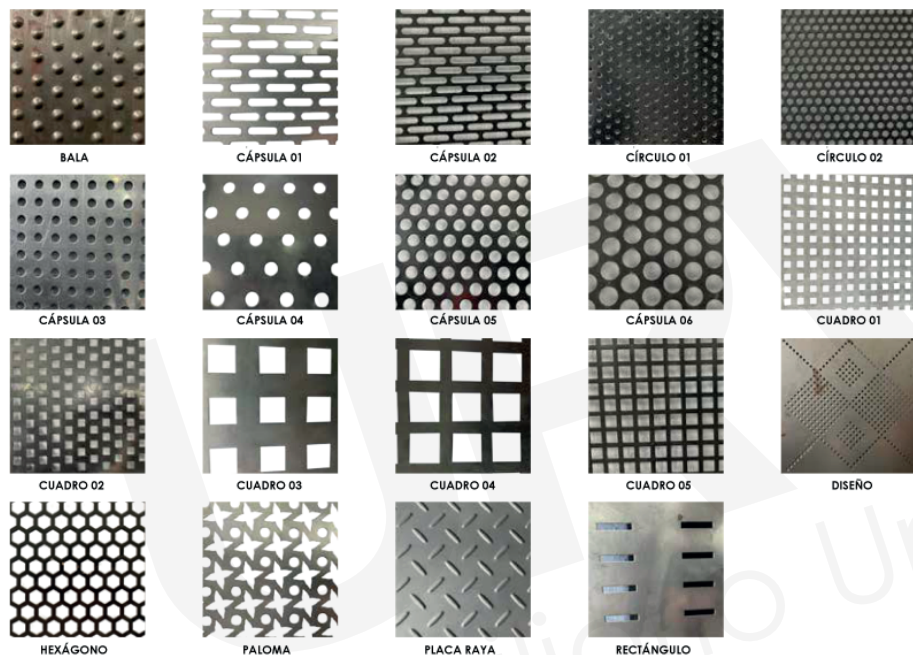 BALA
CÁPSULA 01
CÁPSULA 02
CÍRCULO 01
CÍRCULO 02
CÁPSULA 03
CÁPSULA 04
CÁPSULA 05
CÁPSULA 06
CUADRO 01
CUADRO 02
CUADRO 03
CUADRO 04
CUADRO 05
DISEÑO
HEXÁGONO
PALOMA
PLACA RAYA
RECTÁNGULO